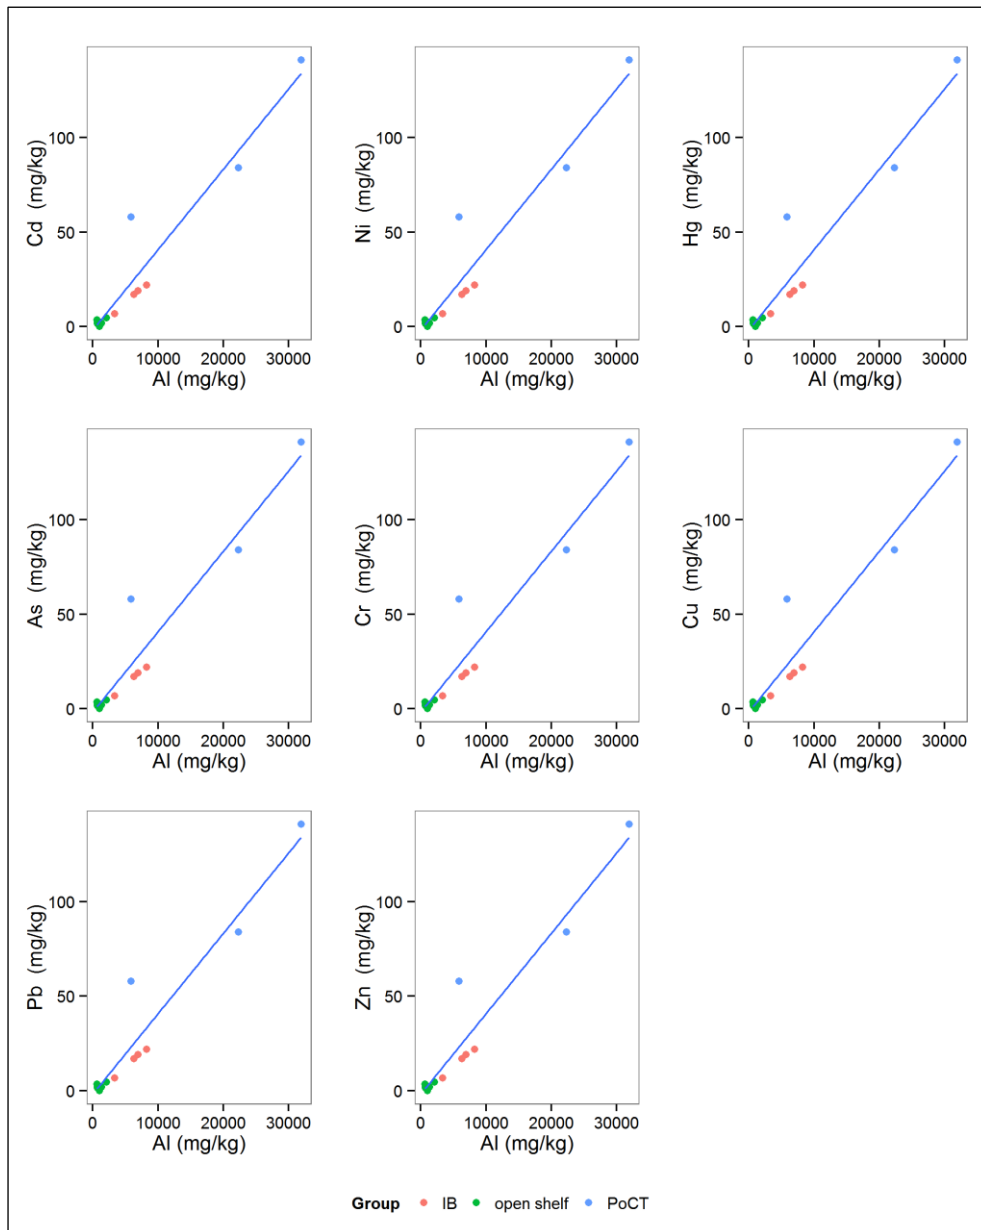 Cd (mg/kg)
100
50
0
0 10000 20000 30000
Al (mg/kg)
Ni (mg/kg)
100
50
0
0 10000 20000 30000
Al (mg/kg)
Hg (mg/kg)
100
50
0
0 10000 20000 30000
Al (mg/kg)
As (mg/kg)
100
50
0
0 10000 20000 30000
Al (mg/kg)
Cr (mg/kg)
100
50
0
0 10000 20000 30000
Al (mg/kg)
Cu (mg/kg)
100
50
0
0 10000 20000 30000
Al (mg/kg)
Pb (mg/kg)
100
50
0
0 10000 20000 30000
Al (mg/kg)
Zn (mg/kg)
100
50
0
0 10000 20000 30000
Al (mg/kg)
Group IB open shelf PoCT